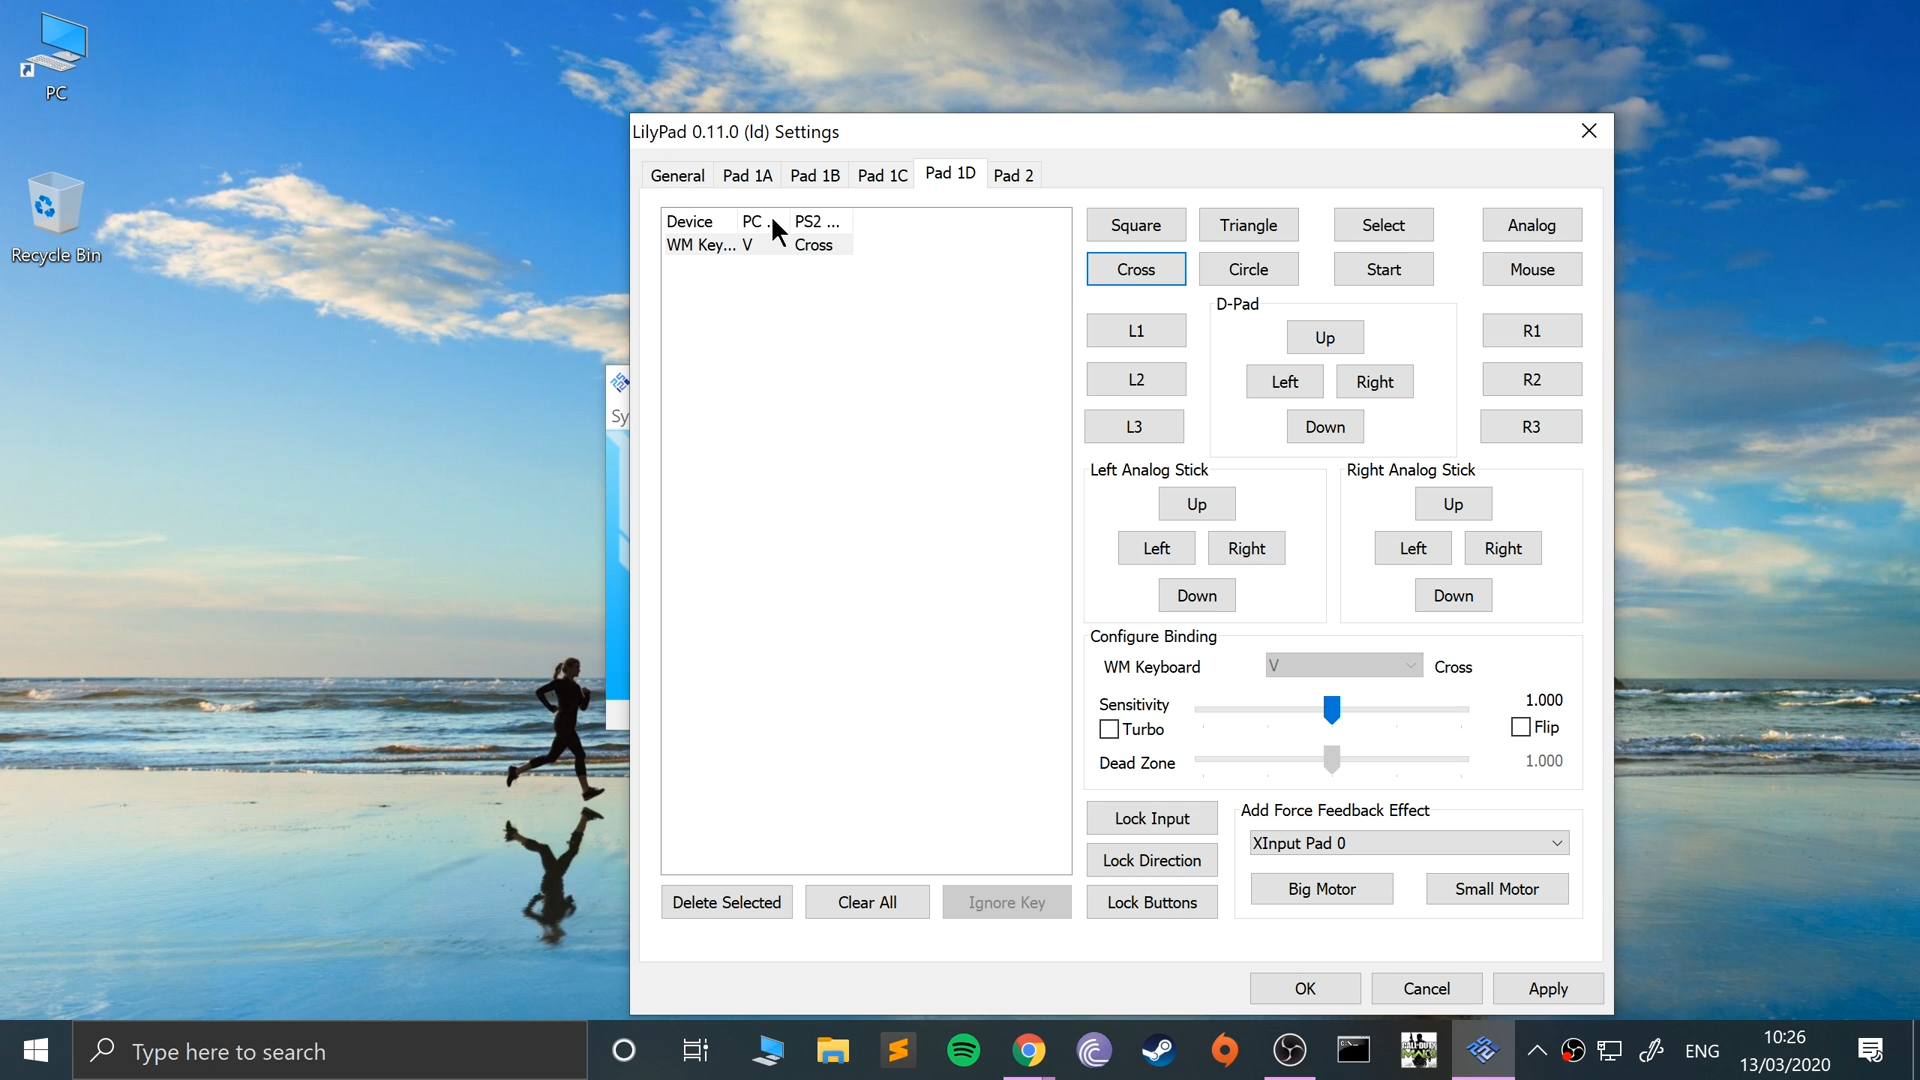 PC
Recycle Bin
Sy
LilyPad 0.11.0 (ld) Settings
General Pad 1A Pad 1B Pad 1C Pad 1D Pad 2
Device PC . PS2 ...
WM Key... V Cross
Square Triangle Select Analog
Cross Circle Start Mouse
D-Pad
L1 Up R1
L2 Left Right R2
L3 Down R3
Left Analog Stick Right Analog Stick
Up Up
Left Right Left Right
Down Down
Configure Binding
WM Keyboard V Cross
Sensitivity 1.000
Turbo Flip
Dead Zone 1.000
Lock Input Add Force Feedback Effect
XInput Pad 0
Lock Direction
Big Motor Small Motor
Delete Selected Clear All Ignore Key Lock Buttons
OK Cancel Apply
Type here to search
CALL OF DUTY
MW3
ENG
10:26
13/03/2020